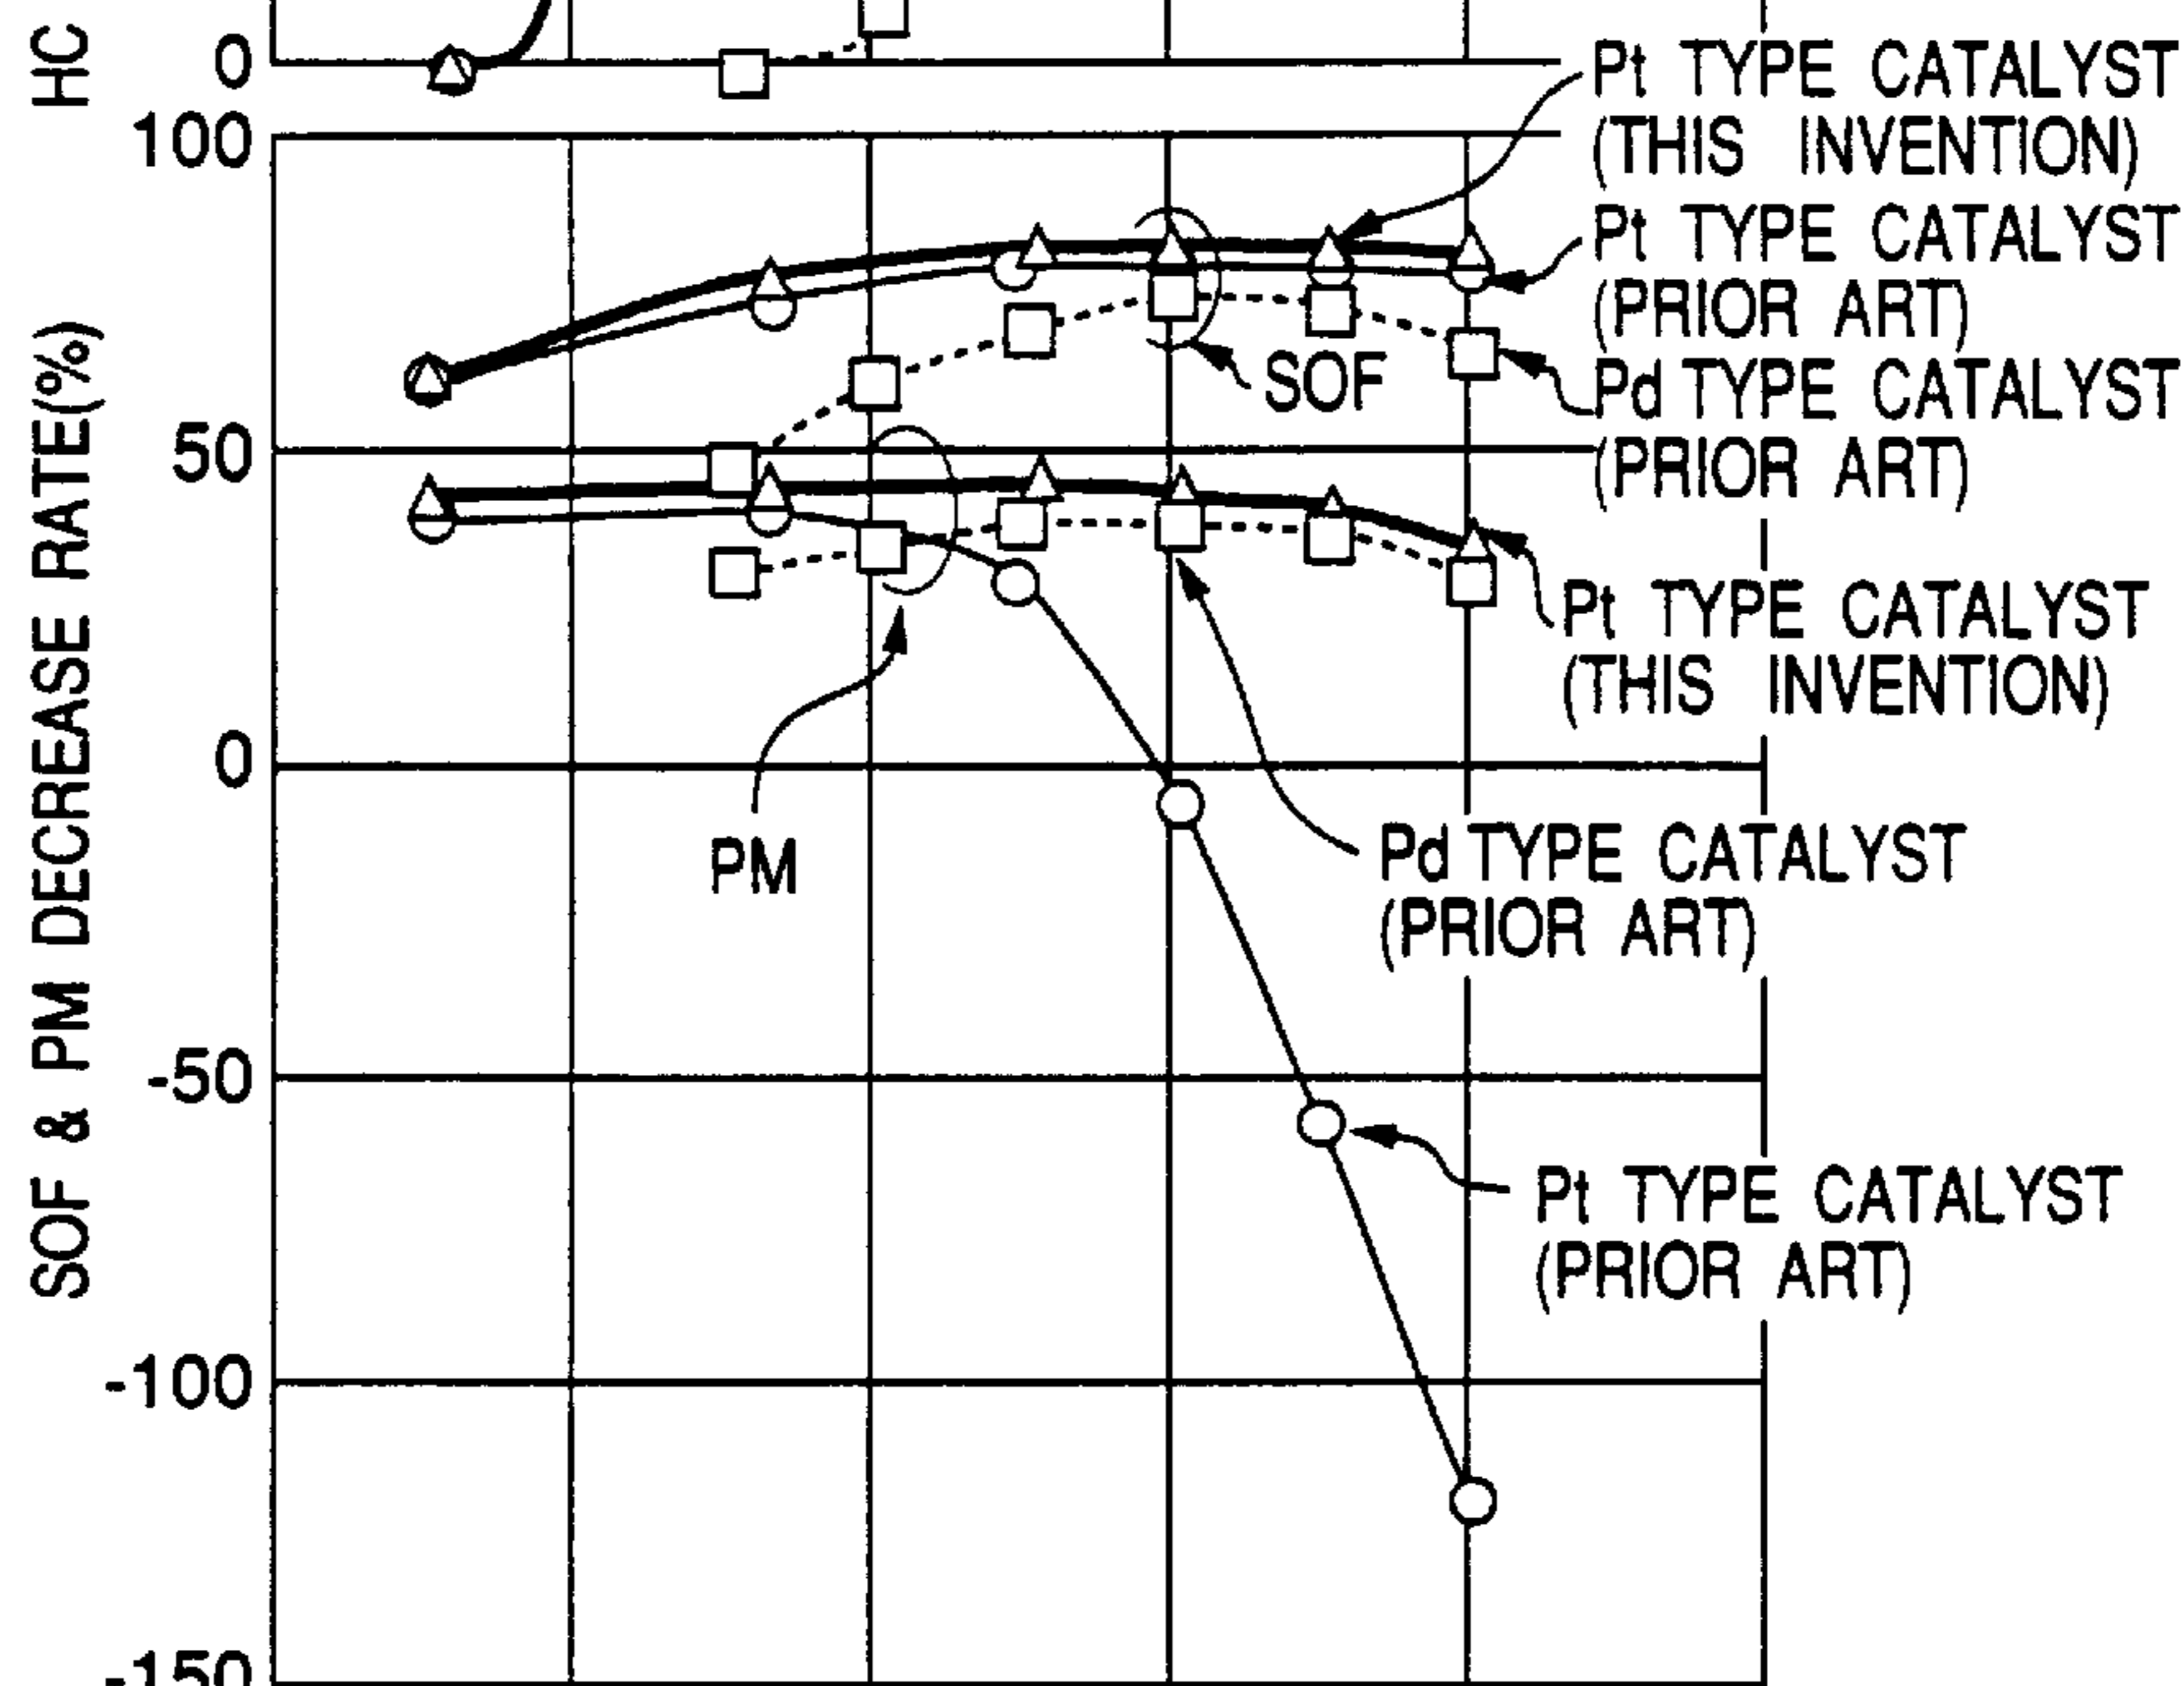 HC
0
100
50
0
-50
-100
-150
SOF & PM DECREASE RATE(%)
Pt TYPE CATALYST
(THIS INVENTION)
Pt TYPE CATALYST
(PRIOR ART)
SOF
Pd TYPE CATALYST
(PRIOR ART)
Pt TYPE CATALYST
(THIS INVENTION)
PM
Pd TYPE CATALYST
(PRIOR ART)
Pt TYPE CATALYST
(PRIOR ART)